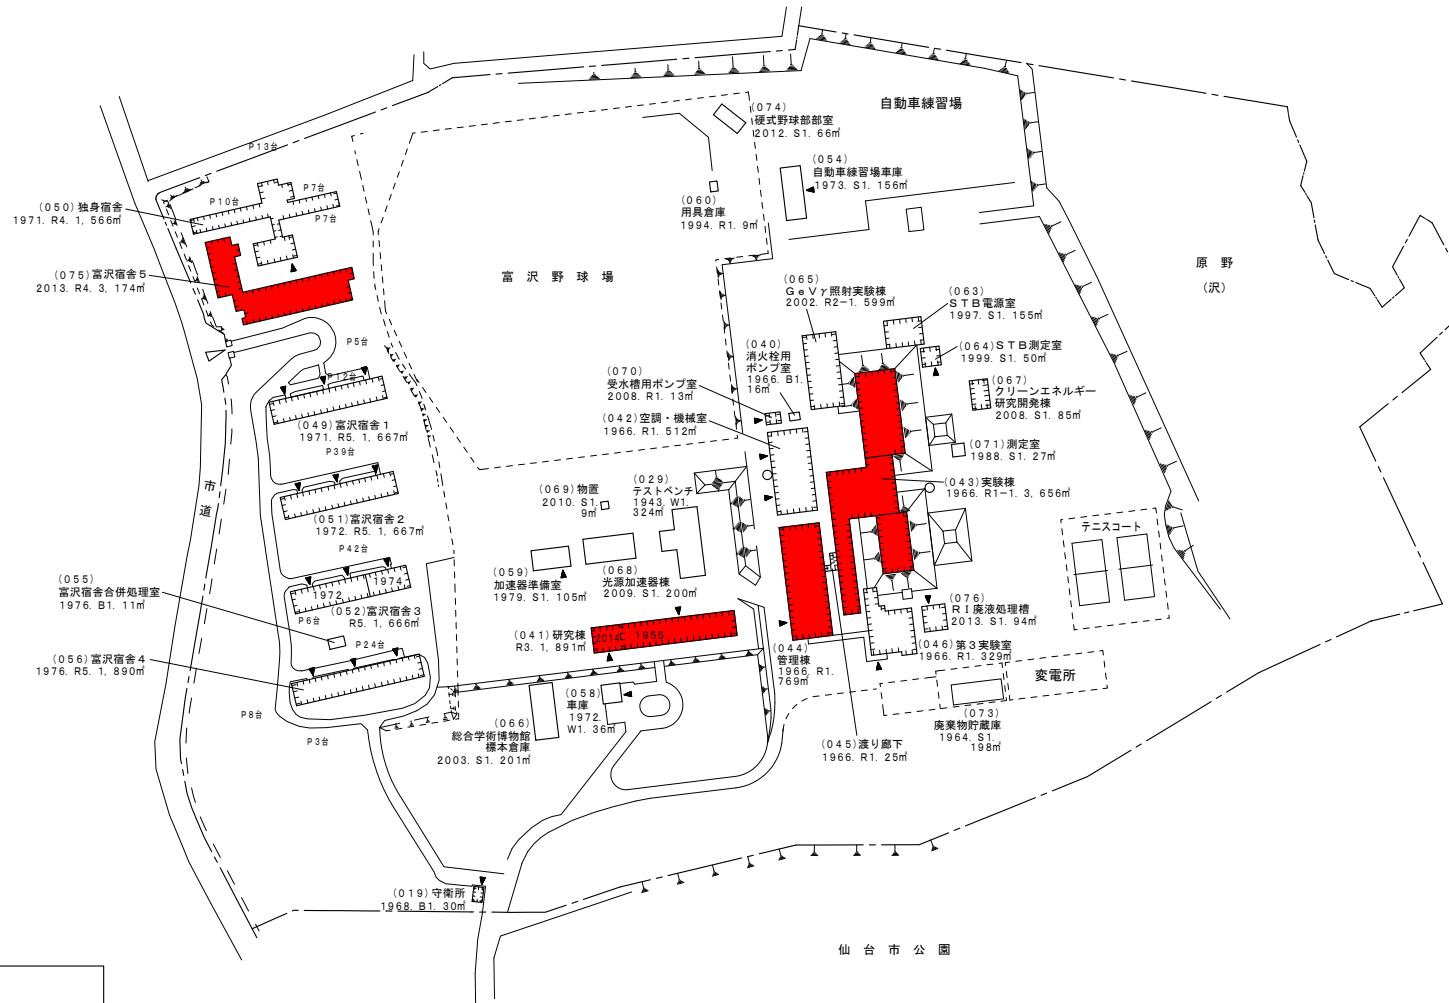 (074)
硬式野球部部室
2012. S1. 66㎡
自動車練習場
P13台
(054)
自動車練習場車庫
1973. S1. 156㎡
P7台
P10台
P7台
(050) 独身宿舎
1971. R4. 1, 566㎡
(060)
用具倉庫
1994. R1. 9㎡
(075) 富沢宿舎5
2013. R4. 3, 174㎡
富沢野球場
原野
(沢)
(065)
GeVγ照射実験棟
2002. R2-1. 599㎡
(063)
STB電源室
1997. S1. 155㎡
P5台
(040)
消火栓用
ポンプ室
1966. B1.
16㎡
(064) STB測定室
1999. S1. 50㎡
(070)
受水槽用ポンプ室
2008. R1. 13㎡
P12台
(067)
クリーンエネルギー
研究開発棟
2008. S1. 85㎡
(049) 富沢宿舎1
1971. R5. 1, 667㎡
(042) 空調・機械室
1966. R1. 512㎡
P39台
(071) 測定室
1988. S1. 27㎡
市道
(069) 物置
2010. S1.
9㎡
(029)
テストベンチ
1943. W1.
324㎡
(043) 実験棟
1966. R1-1. 3, 656㎡
(051) 富沢宿舎2
1972. R5. 1, 667㎡
テニスコート
P42台
(055)
富沢宿舎合併処理室
1976. B1. 11㎡
1972
1974
(059)
加速器準備室
1979. S1. 105㎡
(068)
光源加速器棟
2009. S1. 200㎡
(052) 富沢宿舎3
R5. 1, 666㎡
P6台
(076)
RI廃液処理槽
2013. S1. 94㎡
(041) 研究棟
R3. 1, 891㎡
2014
1955
P24台
(056) 富沢宿舎4
1976. R5. 1, 890㎡
(044)
管理棟
1966. R1.
769㎡
(046) 第3実験室
1966. R1. 329㎡
変電所
(058)
車庫
1972.
W1. 36㎡
P8台
P3台
(066)
総合学術博物館
標本倉庫
2003. S1. 201㎡
(073)
廃棄物貯蔵庫
1964. S1.
198㎡
(045) 渡り廊下
1966. R1. 25㎡
(019) 守衛所
1968. B1. 30㎡
仙台市公園